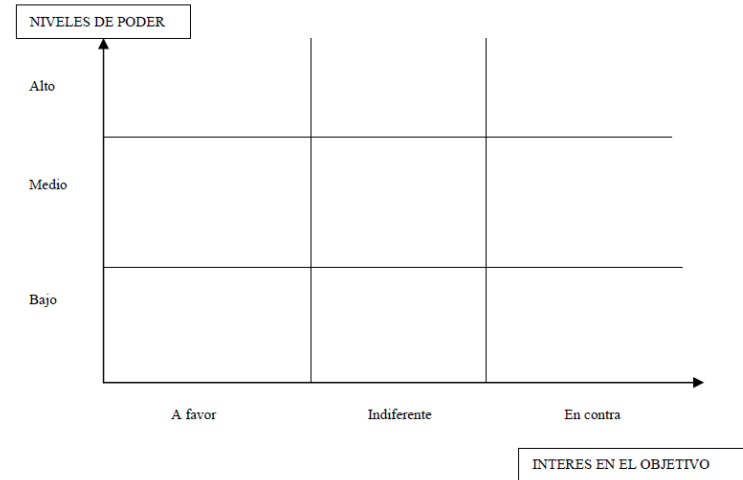 NIVELES DE PODER
Alto
Medio
Bajo
A favor Indiferente En contra
INTERES EN EL OBJETIVO